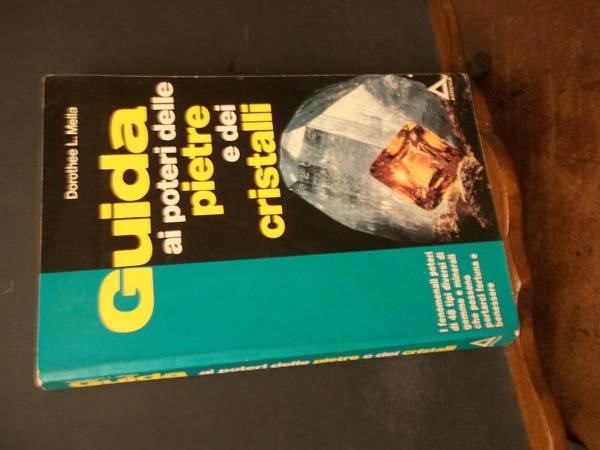 Dorothee L. Mella
Guida
ai poteri delle
pietre
e dei
cristalli
I fenomenali poteri
di 48 tipi diversi di
gemme e minerali
che possono
portarci fortuna e
benessere
Guida ai poteri delle pietre e dei cristalli